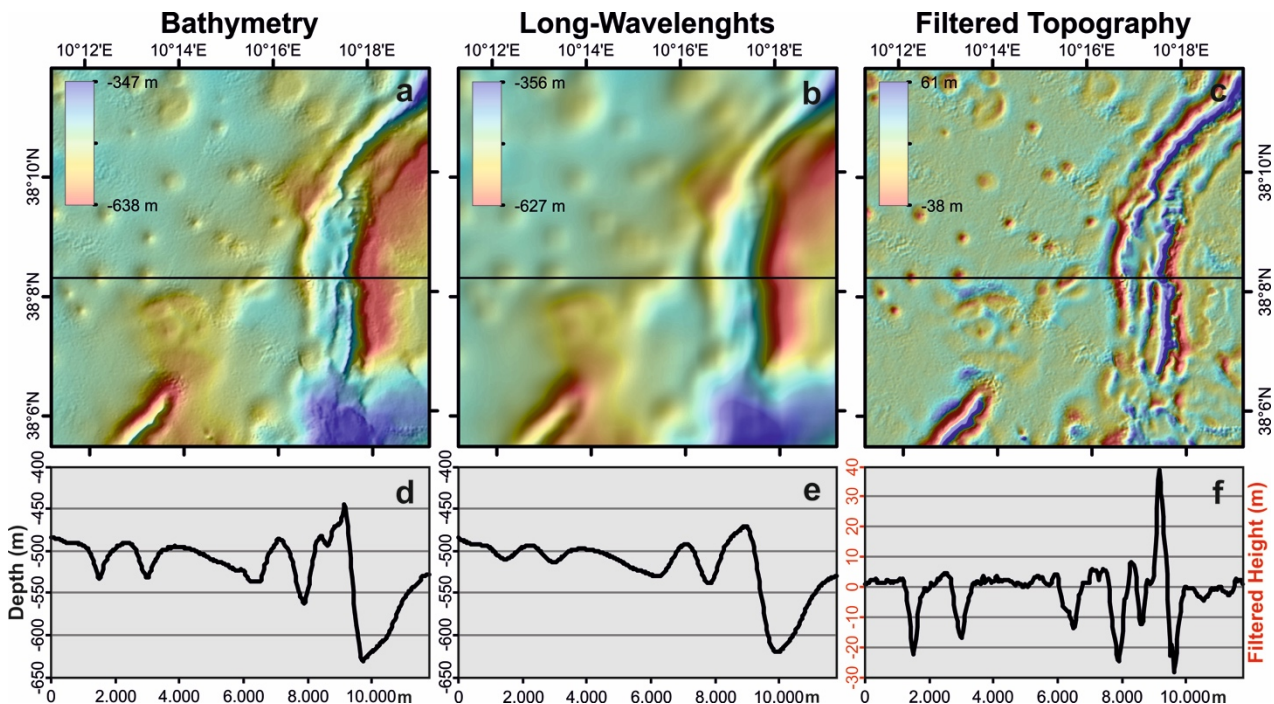 Bathymetry
Long-Wavelenghts
Filtered Topography
10°12'E 10°14'E 10°16'E 10°18'E
10°12'E 10°14'E 10°16'E 10°18'E
10°12'E 10°14'E 10°16'E 10°18'E
-347 m
-638 m
a
-356 m
-627 m
b
61 m
-38 m
c
38°10'N
38°8'N
38°6'N
38°10'N
38°8'N
38°6'N
Depth (m)
-400
-450
-500
-550
-600
-650
d
0 2.000 4.000 6.000 8.000 10.000m
-400
-450
-500
-550
-600
-650
e
0 2.000 4.000 6.000 8.000 10.000m
40
30
20
10
0
-10
-20
-30
f
0 2.000 4.000 6.000 8.000 10.000m
Filtered Height (m)